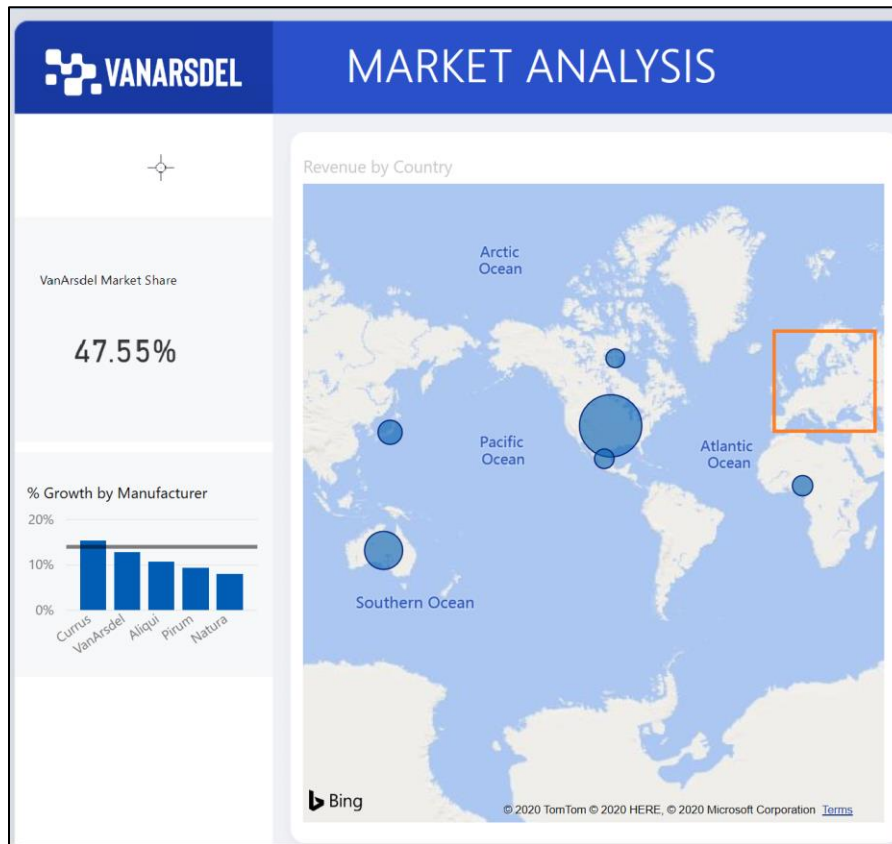 VANARSDEL
MARKET ANALYSIS
VanArsdel Market Share
47.55%
% Growth by Manufacturer
20%
10%
0%
Currus
VanArsdel
Aliqui
Pirum
Natura
Revenue by Country
Arctic
Ocean
Pacific
Ocean
Atlantic
Ocean
Southern Ocean
Bing
© 2020 TomTom © 2020 HERE, © 2020 Microsoft Corporation Terms